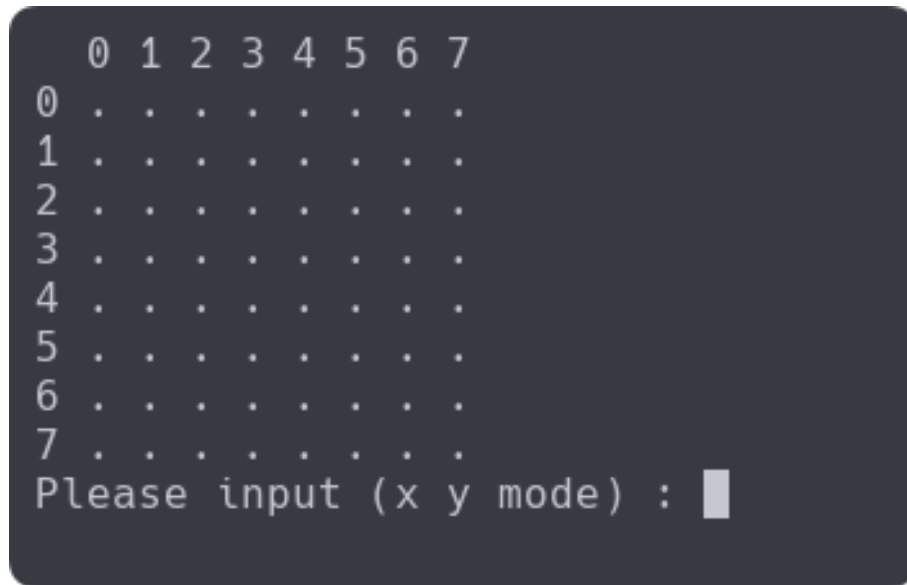 0 1 2 3 4 5 6 7
0 . . . . . . . .
1 . . . . . . . .
2 . . . . . . . .
3 . . . . . . . .
4 . . . . . . . .
5 . . . . . . . .
6 . . . . . . . .
7 . . . . . . . .
Please input (x y mode) :